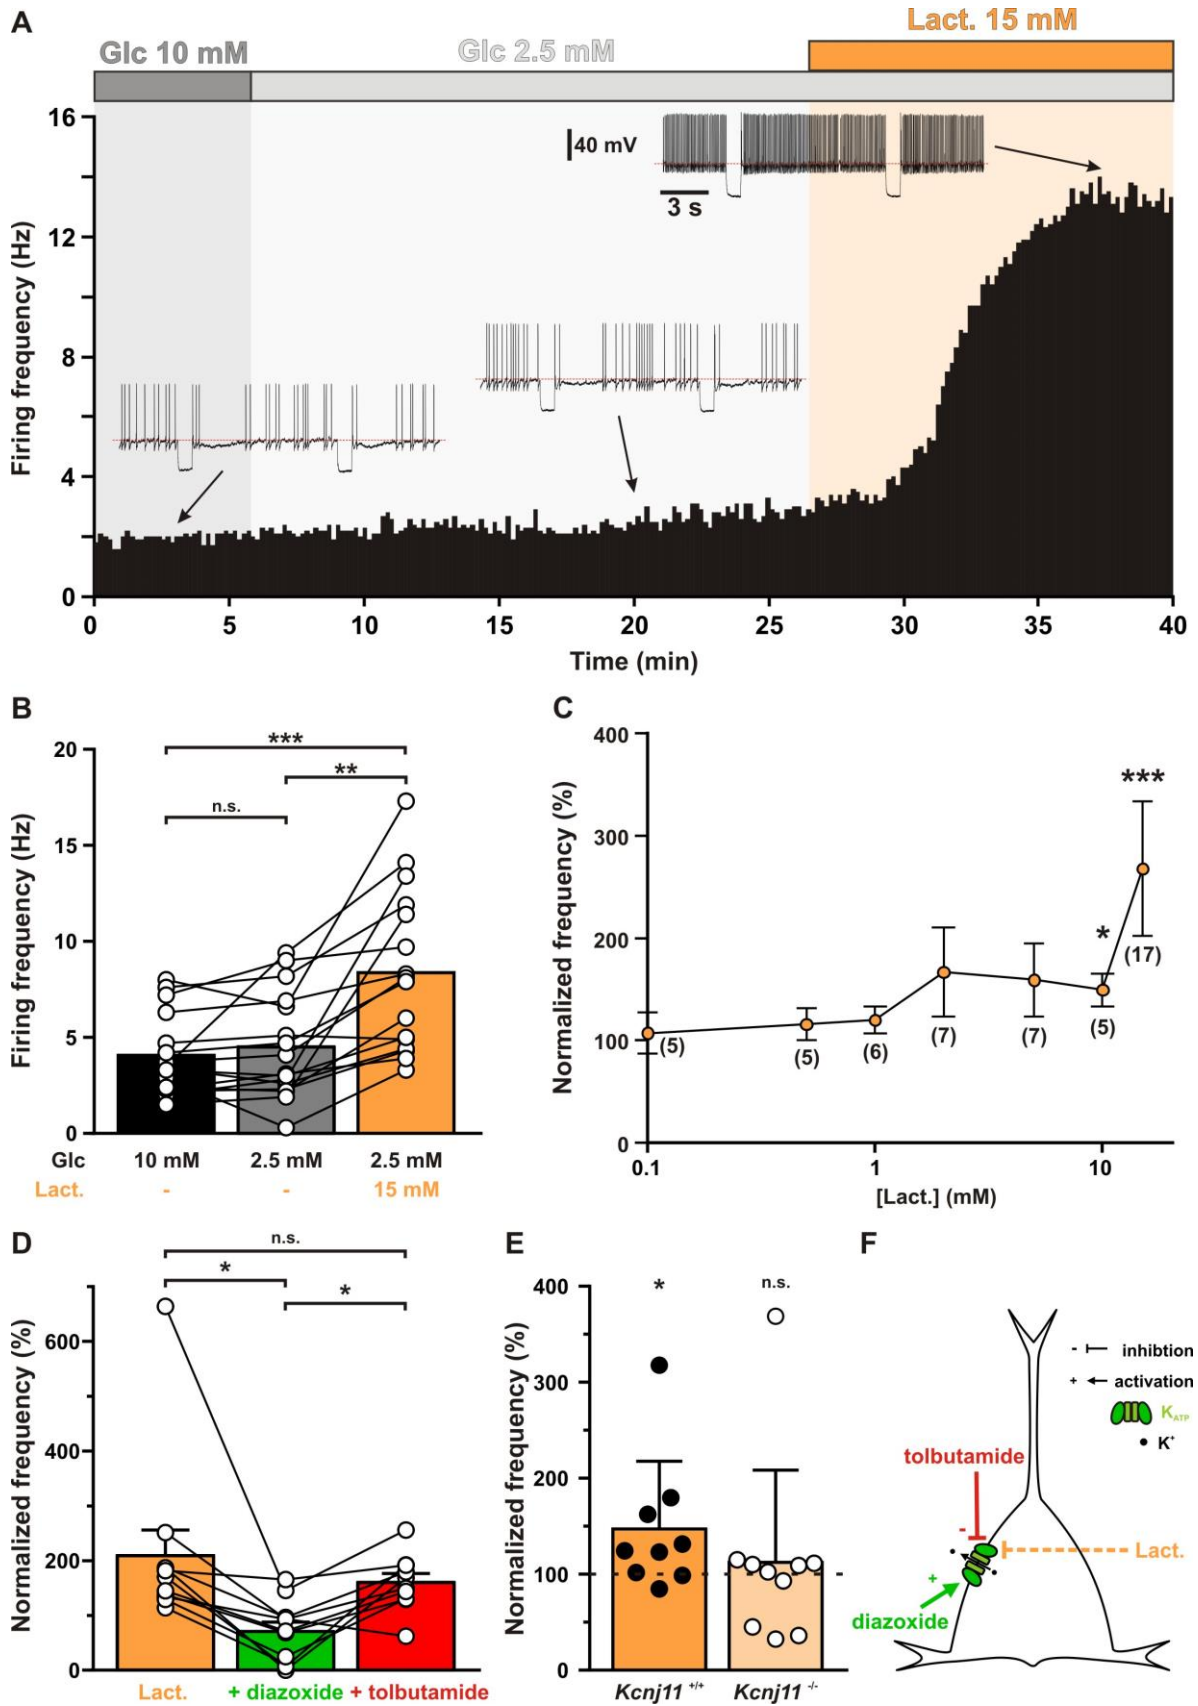 A
Lact. 15 mM
Glc 10 mM
Glc 2.5 mM
Firing frequency (Hz)
16
12
8
4
0
40 mV
3 s
0
5
10
15
20
25
30
35
40
Time (min)
B
Firing frequency (Hz)
20
15
10
5
0
***
**
n.s.
Glc
10 mM
2.5 mM
2.5 mM
Lact.
-
-
15 mM
C
Normalized frequency (%)
400
300
200
100
0
(5)
(5)
(6)
(7)
(7)
*
(5)
***
(17)
0.1
1
10
[Lact.] (mM)
D
Normalized frequency (%)
600
400
200
0
n.s.
*
*
Lact.
+ diazoxide
+ tolbutamide
E
Normalized frequency (%)
400
300
200
100
0
*
n.s.
Kcnj11 +/+
Kcnj11 -/-
F
- inhibtion
+ activation
KATP
K+
tolbutamide
-
Lact.
+
diazoxide